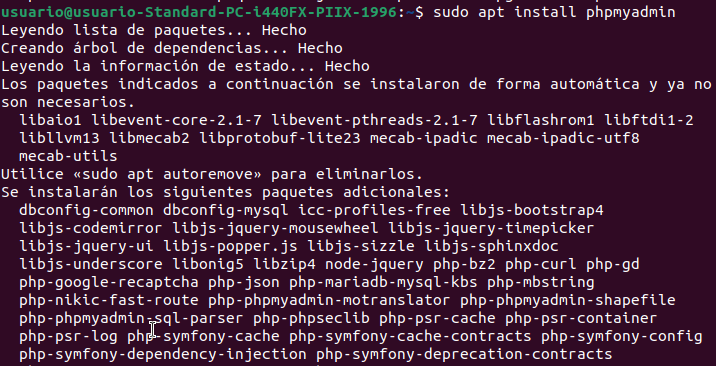 usuario@usuario-Standard-PC-i440FX-PIIX-1996:~$ sudo apt install phpmyadmin
Leyendo lista de paquetes... Hecho
Creando árbol de dependencias... Hecho
Leyendo la información de estado... Hecho
Los paquetes indicados a continuación se instalaron de forma automática y ya no
son necesarios.
  libaio1 libevent-core-2.1-7 libevent-pthreads-2.1-7 libflashrom1 libftdi1-2
  libllvm13 libmecab2 libprotobuf-lite23 mecab-ipadic mecab-ipadic-utf8
  mecab-utils
Utilice «sudo apt autoremove» para eliminarlos.
Se instalarán los siguientes paquetes adicionales:
  dbconfig-common dbconfig-mysql icc-profiles-free libjs-bootstrap4
  libjs-codemirror libjs-jquery-mousewheel libjs-jquery-timepicker
  libjs-jquery-ui libjs-popper.js libjs-sizzle libjs-sphinxdoc
  libjs-underscore libonig5 libzip4 node-jquery php-bz2 php-curl php-gd
  php-google-recaptcha php-json php-mariadb-mysql-kbs php-mbstring
  php-nikic-fast-route php-phpmyadmin-motranslator php-phpmyadmin-shapefile
  php-phpmyadmin-sql-parser php-phpseclib php-psr-cache php-psr-container
  php-psr-log php-symfony-cache php-symfony-cache-contracts php-symfony-config
  php-symfony-dependency-injection php-symfony-deprecation-contracts